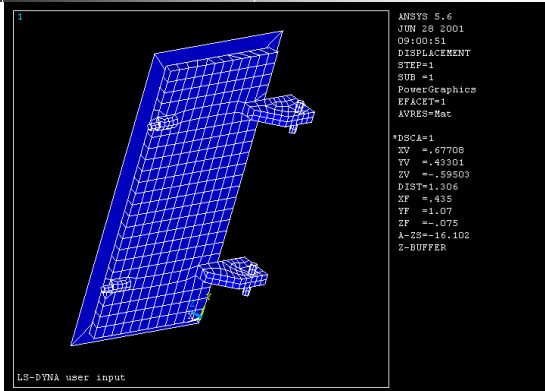 1
ANSYS 5.6
JUN 28 2001
09:00:51
DISPLACEMENT
STEP=1
SUB =1
PowerGraphics
EFACET=1
AVRES=Mat
*DSCA=1
XV =.67708
YV =.43301
ZV =-.59503
DIST=1.306
XF =.435
YF =1.07
ZF =-.075
A-ZS=-16.102
Z-BUFFER
LS-DYNA user input